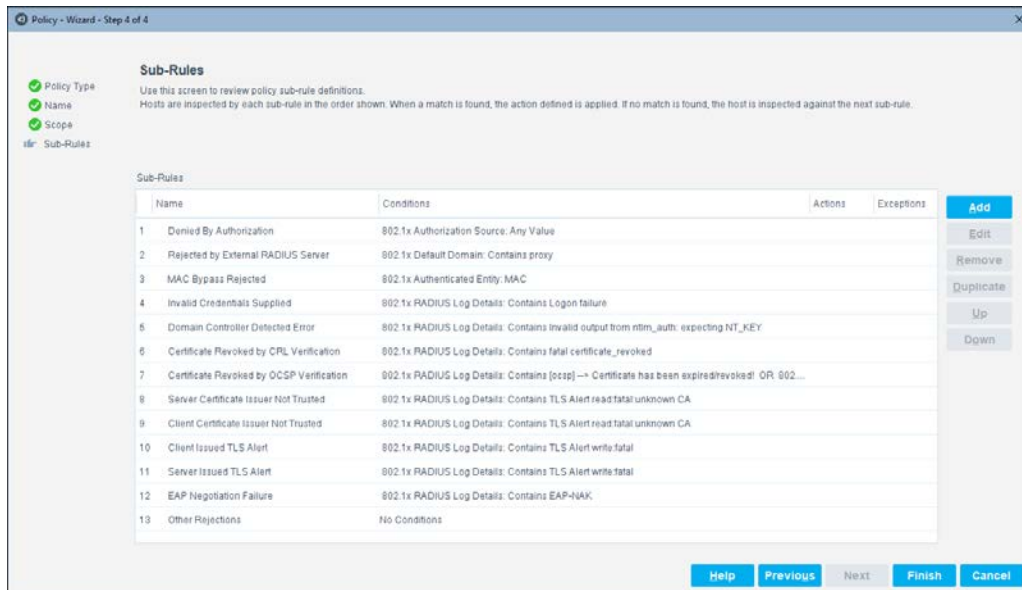 Policy - Wizard - Step 4 of 4
Policy Type
Name
Scope
Sub-Rules
Sub-Rules
Use this screen to review policy sub-rule definitions.
Hosts are inspected by each sub-rule in the order shown. When a match is found, the action defined is applied. If no match is found, the host is inspected against the next sub-rule.
Sub-Rules
Name Conditions Actions Exceptions
1 Denied By Authorization 802.1x Authorization Source: Any Value
2 Rejected by External RADIUS Server 802.1x Default Domain: Contains proxy
3 MAC Bypass Rejected 802.1x Authenticated Entity: MAC
4 Invalid Credentials Supplied 802.1x RADIUS Log Details: Contains Logon failure
5 Domain Controller Detected Error 802.1x RADIUS Log Details: Contains Invalid output from ntlm_auth: expecting NT_KEY
6 Certificate Revoked by CRL Verification 802.1x RADIUS Log Details: Contains fatal certificate_revoked
7 Certificate Revoked by OCSP Verification 802.1x RADIUS Log Details: Contains [ocsp] --> Certificate has been expired/revoked! OR 802...
8 Server Certificate Issuer Not Trusted 802.1x RADIUS Log Details: Contains TLS Alert read:fatal unknown CA
9 Client Certificate Issuer Not Trusted 802.1x RADIUS Log Details: Contains TLS Alert read:fatal unknown CA
10 Client Issued TLS Alert 802.1x RADIUS Log Details: Contains TLS Alert write:fatal
11 Server Issued TLS Alert 802.1x RADIUS Log Details: Contains TLS Alert write:fatal
12 EAP Negotiation Failure 802.1x RADIUS Log Details: Contains EAP-NAK
13 Other Rejections No Conditions
Add
Edit
Remove
Duplicate
Up
Down
Help Previous Next Finish Cancel